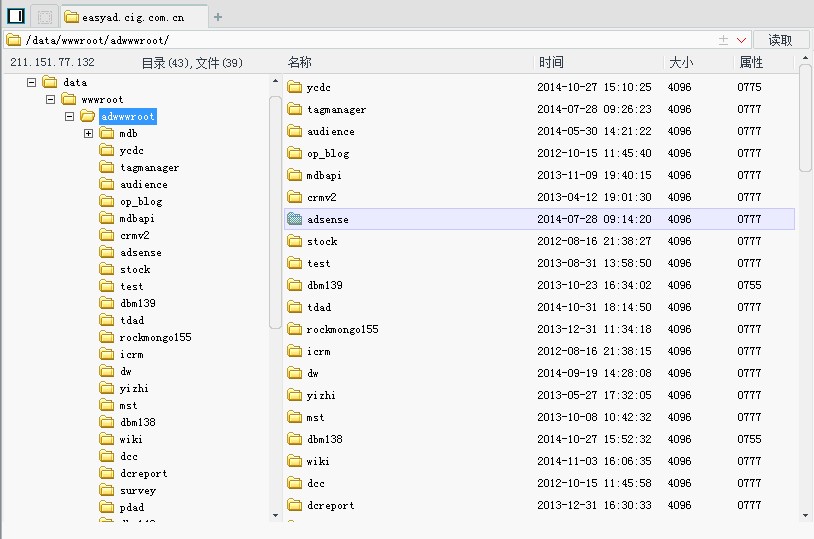 easyad.cig.com.cn
/data/wwwroot/adwwwroot/
读取
211.151.77.132 目录(43),文件(39)
名称 时间 大小 属性
data
wwwroot
adwwwroot
mdb
ycdc
tagmanager
audience
op_blog
mdbapi
crmv2
adsense
stock
test
dbm139
tdad
rockmongo155
icrm
dw
yizhi
mst
dbm138
wiki
dcc
dcreport
survey
pdad
ycdc 2014-10-27 15:10:25 4096 0775
tagmanager 2014-07-28 09:26:23 4096 0777
audience 2014-05-30 14:21:22 4096 0777
op_blog 2012-10-15 11:45:40 4096 0777
mdbapi 2013-11-09 19:40:15 4096 0777
crmv2 2013-04-12 19:01:30 4096 0777
adsense 2014-07-28 09:14:20 4096 0777
stock 2012-08-16 21:38:27 4096 0777
test 2013-08-31 13:58:50 4096 0777
dbm139 2013-10-23 16:34:02 4096 0755
tdad 2014-10-31 18:14:50 4096 0777
rockmongo155 2013-12-31 11:34:18 4096 0777
icrm 2012-08-16 21:38:15 4096 0777
dw 2014-09-19 14:28:08 4096 0777
yizhi 2013-05-27 17:32:05 4096 0777
mst 2013-10-08 10:42:32 4096 0777
dbm138 2014-10-27 15:52:32 4096 0755
wiki 2014-11-03 16:06:35 4096 0777
dcc 2012-10-15 11:45:58 4096 0777
dcreport 2013-12-31 16:30:33 4096 0777